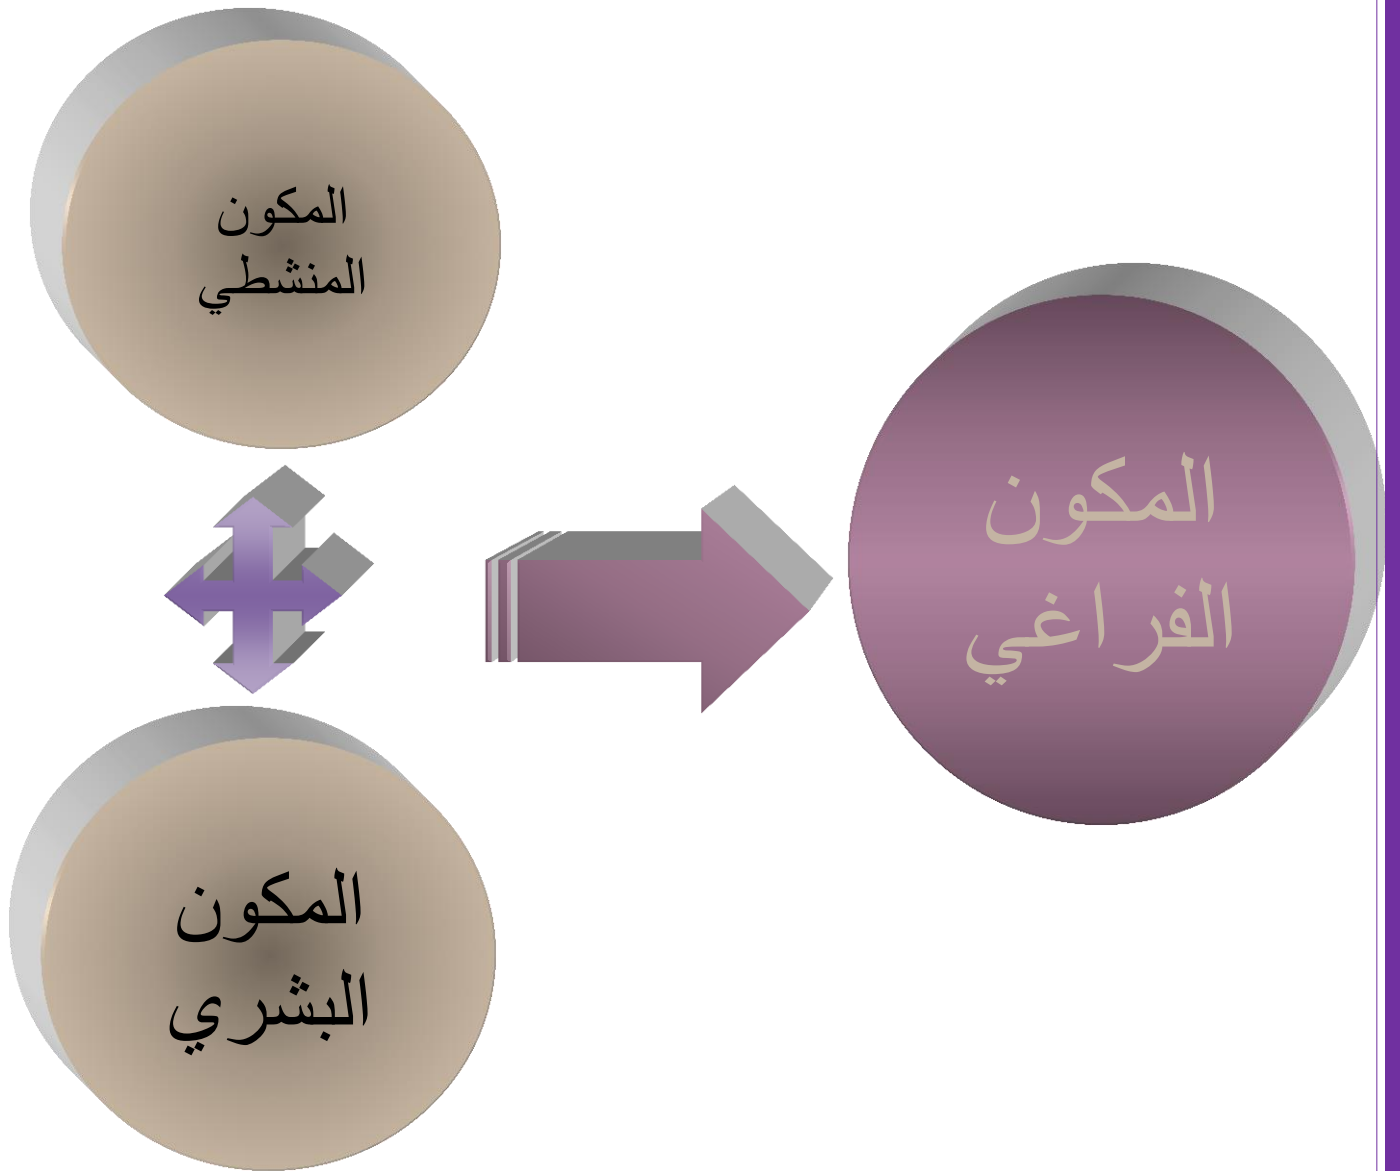 المكون
المنشطي
المكون
الفراغي
المكون
البشري